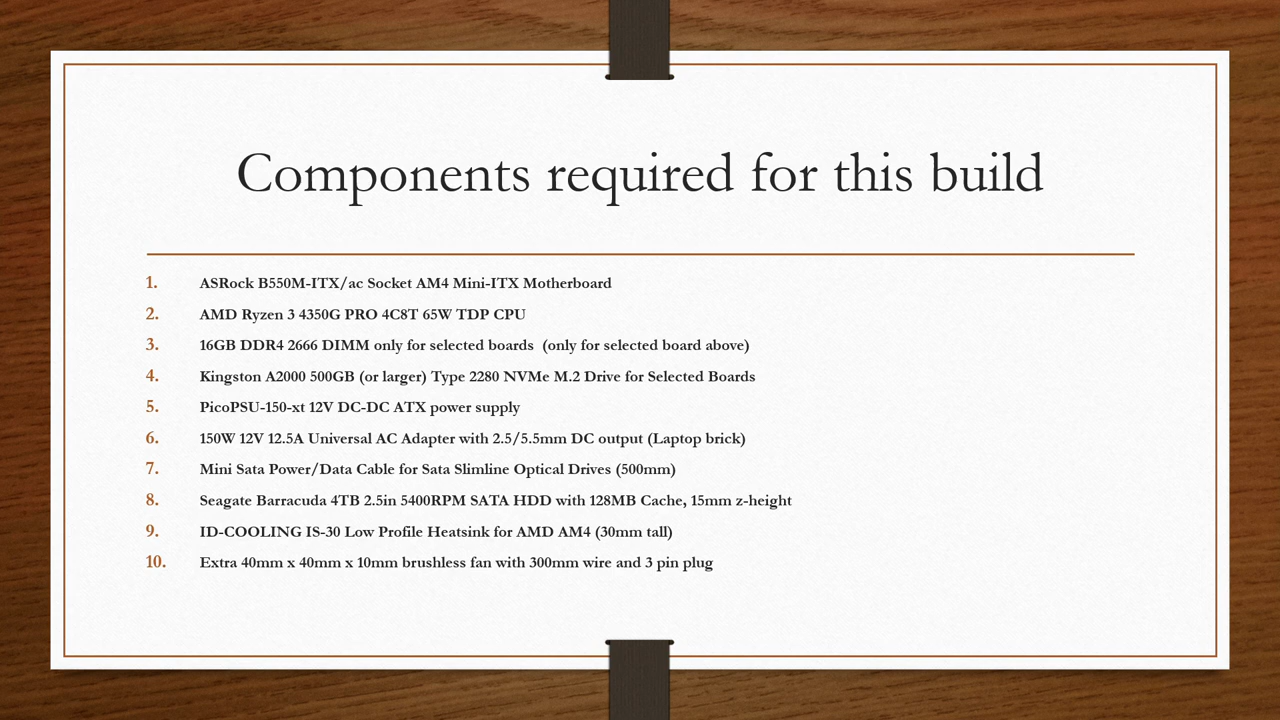 Components required for this build
1. ASRock B550M-ITX/ac Socket AM4 Mini-ITX Motherboard
2. AMD Ryzen 3 4350G PRO 4C8T 65W TDP CPU
3. 16GB DDR4 2666 DIMM only for selected boards  (only for selected board above)
4. Kingston A2000 500GB (or larger) Type 2280 NVMe M.2 Drive for Selected Boards
5. PicoPSU-150-xt 12V DC-DC ATX power supply
6. 150W 12V 12.5A Universal AC Adapter with 2.5/5.5mm DC output (Laptop brick)
7. Mini Sata Power/Data Cable for Sata Slimline Optical Drives (500mm)
8. Seagate Barracuda 4TB 2.5in 5400RPM SATA HDD with 128MB Cache, 15mm z-height
9. ID-COOLING IS-30 Low Profile Heatsink for AMD AM4 (30mm tall)
10. Extra 40mm x 40mm x 10mm brushless fan with 300mm wire and 3 pin plug